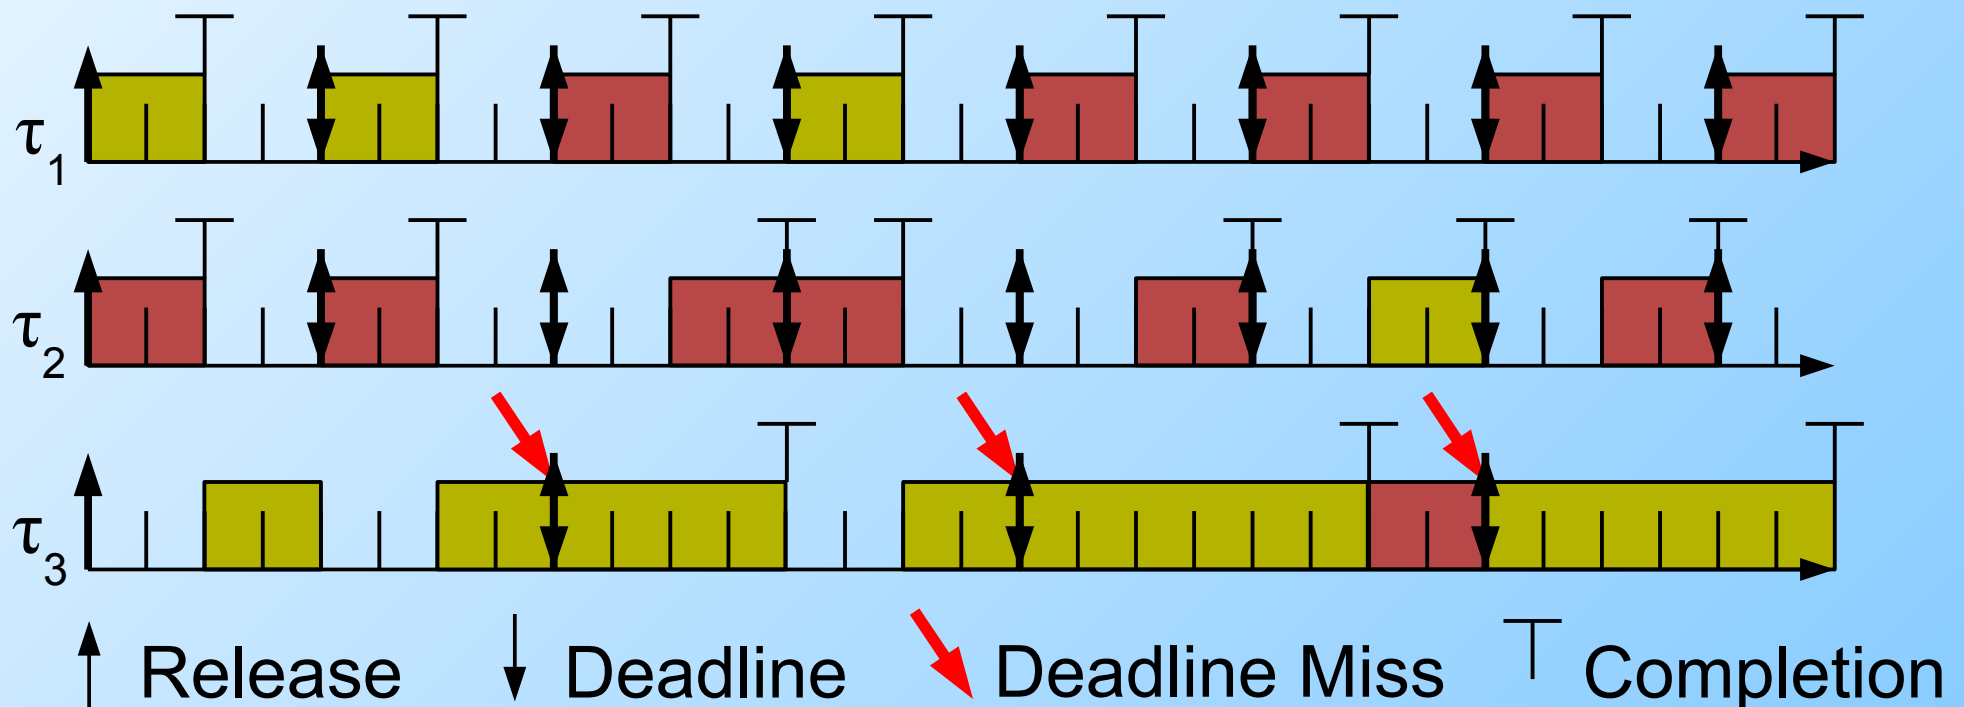 τ1
τ2
τ3
Release Deadline Deadline Miss Completion